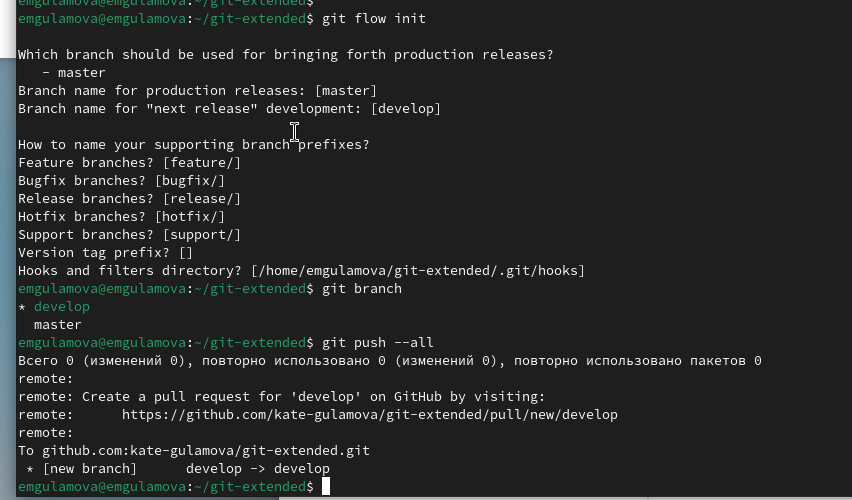 emgulamova@emgulamova:~/git-extended$
emgulamova@emgulamova:~/git-extended$ git flow init
Which branch should be used for bringing forth production releases?
   - master
Branch name for production releases: [master]
Branch name for "next release" development: [develop]
How to name your supporting branch prefixes?
Feature branches? [feature/]
Bugfix branches? [bugfix/]
Release branches? [release/]
Hotfix branches? [hotfix/]
Support branches? [support/]
Version tag prefix? []
Hooks and filters directory? [/home/emgulamova/git-extended/.git/hooks]
emgulamova@emgulamova:~/git-extended$ git branch
* develop
  master
emgulamova@emgulamova:~/git-extended$ git push --all
Всего 0 (изменений 0), повторно использовано 0 (изменений 0), повторно использовано пакетов 0
remote:
remote: Create a pull request for 'develop' on GitHub by visiting:
remote:      https://github.com/kate-gulamova/git-extended/pull/new/develop
remote:
To github.com:kate-gulamova/git-extended.git
 * [new branch]      develop -> develop
emgulamova@emgulamova:~/git-extended$